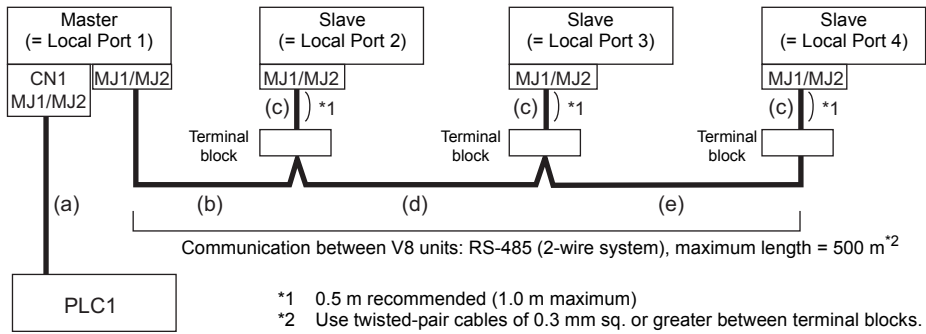 Master
(= Local Port 1)
Slave
(= Local Port 2)
Slave
(= Local Port 3)
Slave
(= Local Port 4)
CN1
MJ1/MJ2
MJ1/MJ2
MJ1/MJ2
MJ1/MJ2
MJ1/MJ2
(c)
*1
(c)
*1
(c)
*1
Terminal
block
Terminal
block
Terminal
block
(a)
(b)
(d)
(e)
Communication between V8 units: RS-485 (2-wire system), maximum length = 500 m*2
PLC1
*1 0.5 m recommended (1.0 m maximum)
*2 Use twisted-pair cables of 0.3 mm sq. or greater between terminal blocks.